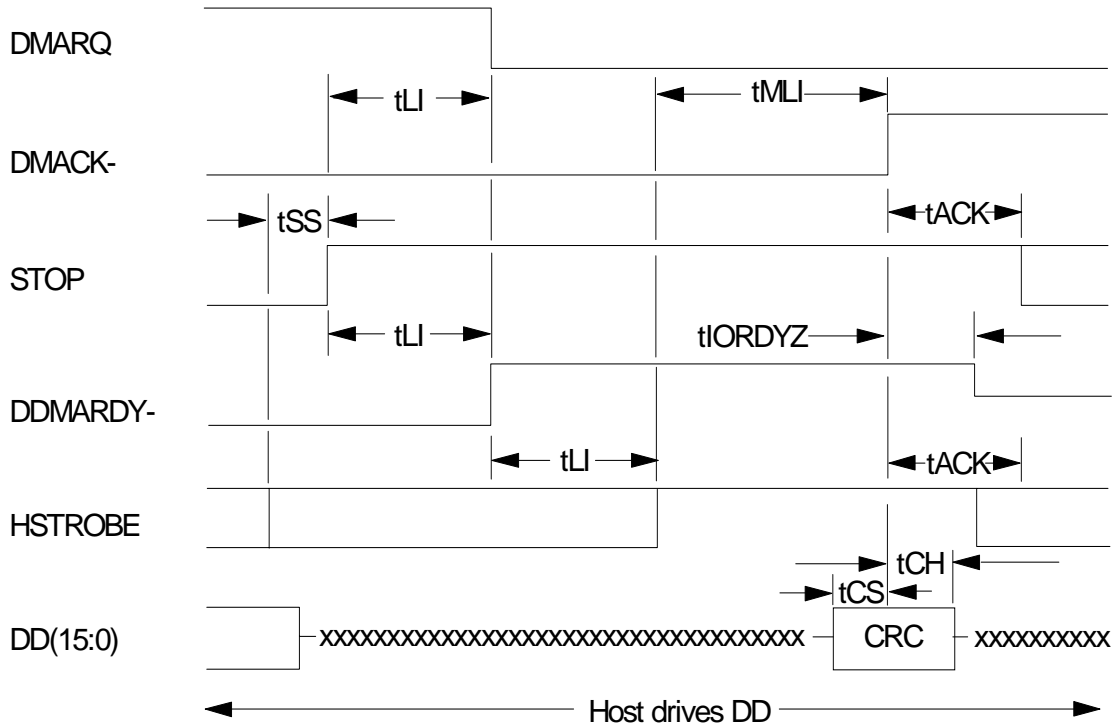 DMARQ
tLI
tMLI
DMACK-
tSS
tACK
STOP
tLI
tIORDYZ
DDMARDY-
tLI
tACK
HSTROBE
tCH
tCS
DD(15:0)
xxxxxxxxxxxxxxxxxxxxxxxxxxxxxxxxxxxxxxx
CRC
xxxxxxxxxx
Host drives DD